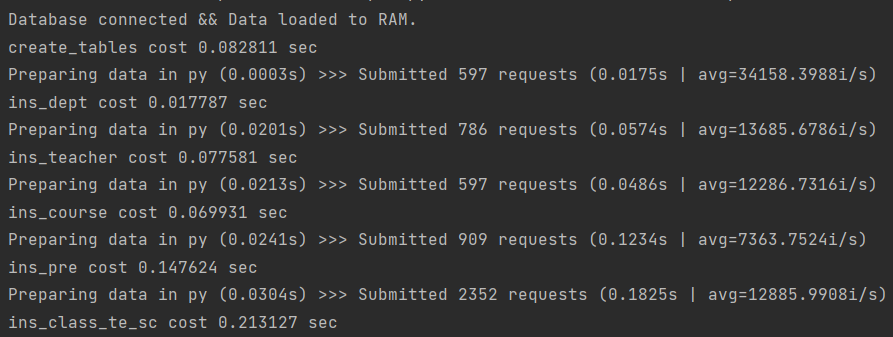 Database connected && Data loaded to RAM.
create_tables cost 0.082811 sec
Preparing data in py (0.0003s) >>> Submitted 597 requests (0.0175s | avg=34158.3988i/s)
ins_dept cost 0.017787 sec
Preparing data in py (0.0201s) >>> Submitted 786 requests (0.0574s | avg=13685.6786i/s)
ins_teacher cost 0.077581 sec
Preparing data in py (0.0213s) >>> Submitted 597 requests (0.0486s | avg=12286.7316i/s)
ins_course cost 0.069931 sec
Preparing data in py (0.0241s) >>> Submitted 909 requests (0.1234s | avg=7363.7524i/s)
ins_pre cost 0.147624 sec
Preparing data in py (0.0304s) >>> Submitted 2352 requests (0.1825s | avg=12885.9908i/s)
ins_class_te_sc cost 0.213127 sec